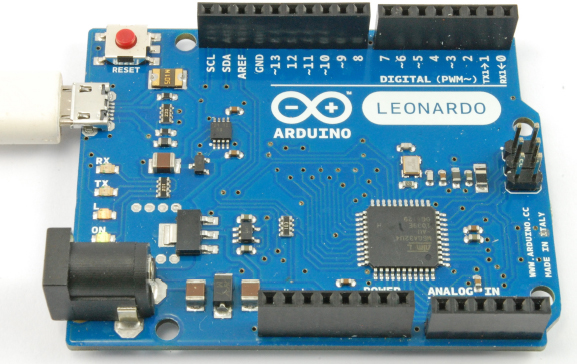 RESET
SCL
SDA
AREF
GND
~13
12
~11
~10
~9
8
7
~6
~5
4
~3
2
TX→1
RX←0
DIGITAL (PWM~)
ARDUINO
LEONARDO
RX
TX
L
ON
WWW.ARDUINO.CC
MADE IN ITALY
POWER
ANALOG IN